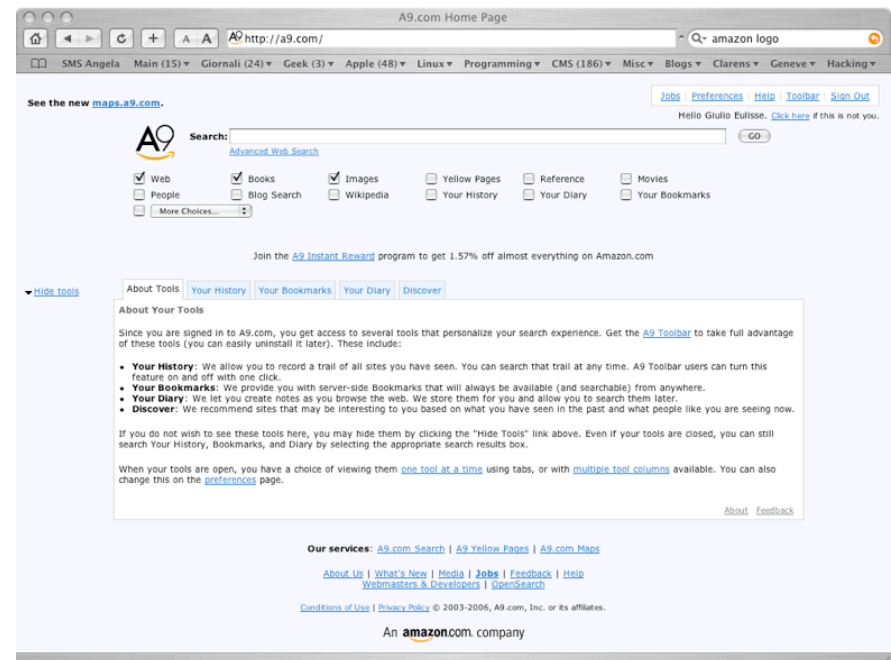 A9.com Home Page
A A A9 http://a9.com/ Q amazon logo
SMS Angela Main (15) Giornali (24) Geek (3) Apple (48) Linux Programming CMS (186) Misc Blogs Clarens Geneve Hacking
See the new maps.a9.com.
Jobs | Preferences | Help | Toolbar | Sign Out
Hello Giulio Eulisse. Click here if this is not you.
A9 Search: GO
Advanced Web Search
Web Books Images Yellow Pages Reference Movies
People Blog Search Wikipedia Your History Your Diary Your Bookmarks
More Choices...
Join the A9 Instant Reward program to get 1.57% off almost everything on Amazon.com
Hide tools About Tools Your History Your Bookmarks Your Diary Discover
About Your Tools
Since you are signed in to A9.com, you get access to several tools that personalize your search experience. Get the A9 Toolbar to take full advantage
of these tools (you can easily uninstall it later). These include:
• Your History: We allow you to record a trail of all sites you have seen. You can search that trail at any time. A9 Toolbar users can turn this
feature on and off with one click.
• Your Bookmarks: We provide you with server-side Bookmarks that will always be available (and searchable) from anywhere.
• Your Diary: We let you create notes as you browse the web. We store them for you and allow you to search them later.
• Discover: We recommend sites that may be interesting to you based on what you have seen in the past and what people like you are seeing now.
If you do not wish to see these tools here, you may hide them by clicking the "Hide Tools" link above. Even if your tools are closed, you can still
search Your History, Bookmarks, and Diary by selecting the appropriate search results box.
When your tools are open, you have a choice of viewing them one tool at a time using tabs, or with multiple tool columns available. You can also
change this on the preferences page.
About Feedback
Our services: A9.com Search | A9 Yellow Pages | A9.com Maps
About Us | What's New | Media | Jobs | Feedback | Help
Webmasters & Developers | OpenSearch
Conditions of Use | Privacy Policy © 2003-2006, A9.com, Inc. or its affiliates.
An amazon.com. company